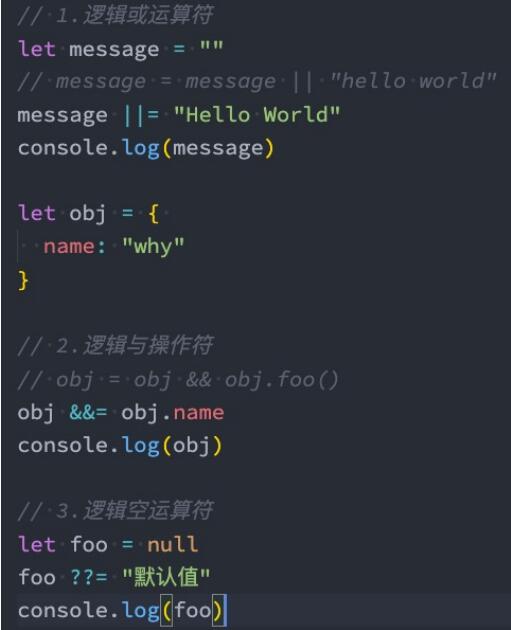 // 1.逻辑或运算符
let message = ""
// message = message || "hello world"
message ||= "Hello World"
console.log(message)
let obj = {
name: "why"
}
// 2.逻辑与操作符
// obj = obj && obj.foo()
obj &&= obj.name
console.log(obj)
// 3.逻辑空运算符
let foo = null
foo ??= "默认值"
console.log(foo)